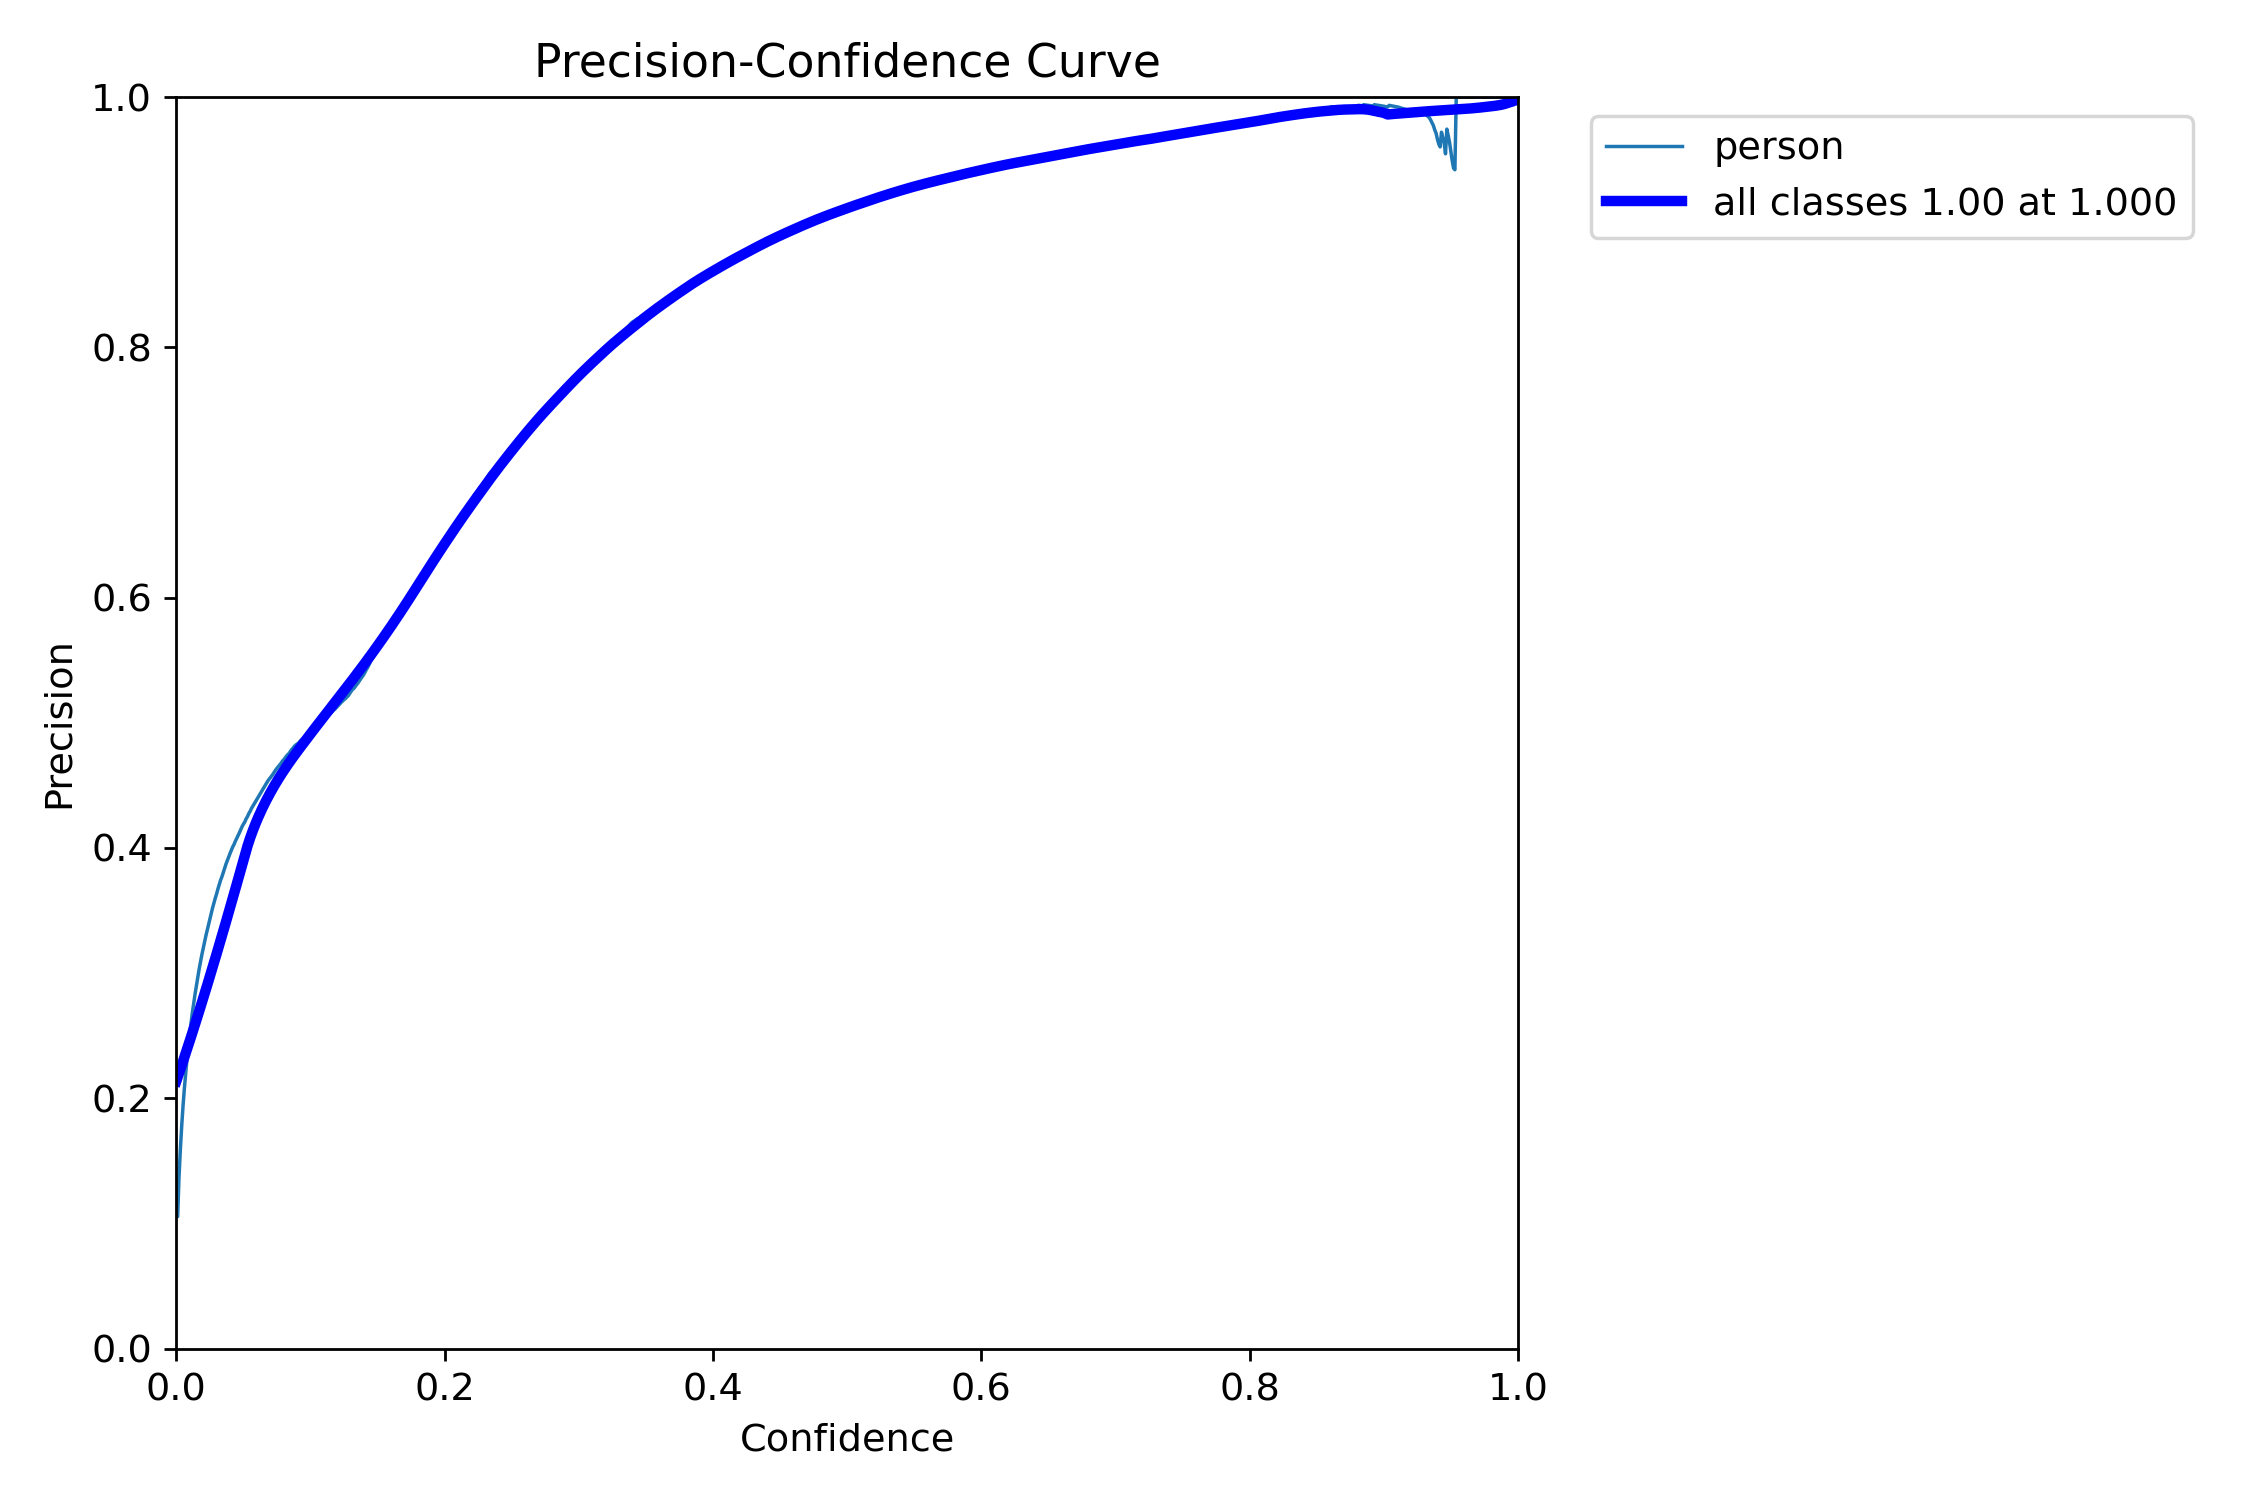 Precision-Confidence Curve
1.0
0.8
0.6
0.4
0.2
0.0
Precision
0.0 0.2 0.4 0.6 0.8 1.0
Confidence
person
all classes 1.00 at 1.000